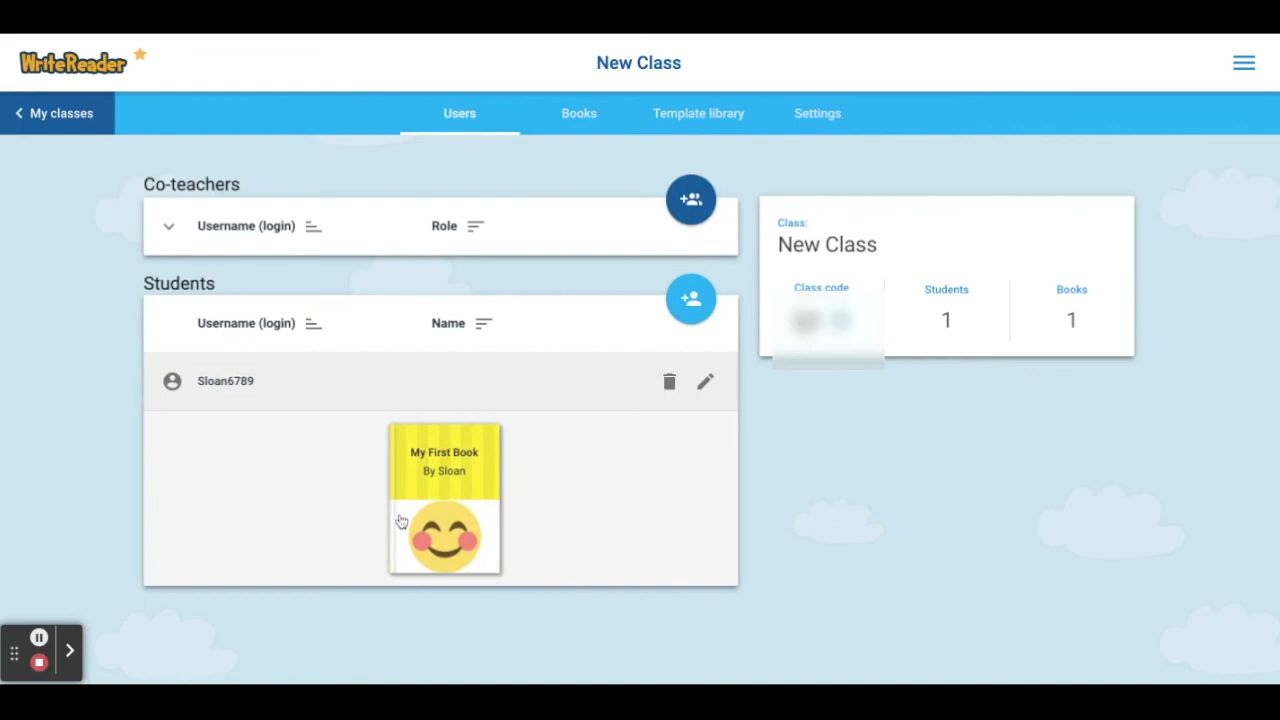 WriteReader
New Class
My classes
Users
Books
Template library
Settings
Co-teachers
Username (login)
Role
Students
Username (login)
Name
Sloan6789
My First Book
By Sloan
Class:
New Class
Class code
Students
Books
1
1